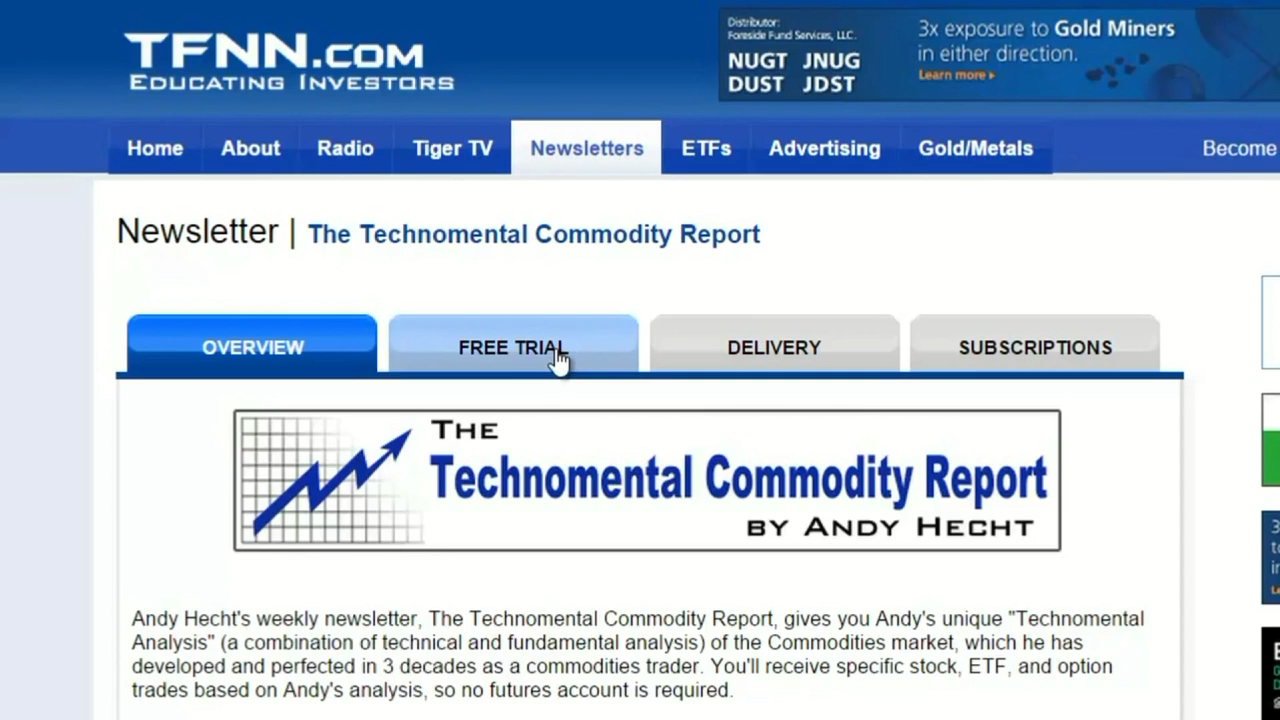 TFNN.COM
EDUCATING INVESTORS
Distributor:
Foreside Fund Services, LLC.
NUGT JNUG
DUST JDST
3x exposure to Gold Miners
in either direction.
Learn more
Home About Radio Tiger TV Newsletters ETFs Advertising Gold/Metals Become
Newsletter | The Technomental Commodity Report
OVERVIEW FREE TRIAL DELIVERY SUBSCRIPTIONS
THE
Technomental Commodity Report
BY ANDY HECHT
Andy Hecht's weekly newsletter, The Technomental Commodity Report, gives you Andy's unique "Technomental
Analysis" (a combination of technical and fundamental analysis) of the Commodities market, which he has
developed and perfected in 3 decades as a commodities trader. You'll receive specific stock, ETF, and option
trades based on Andy's analysis, so no futures account is required.